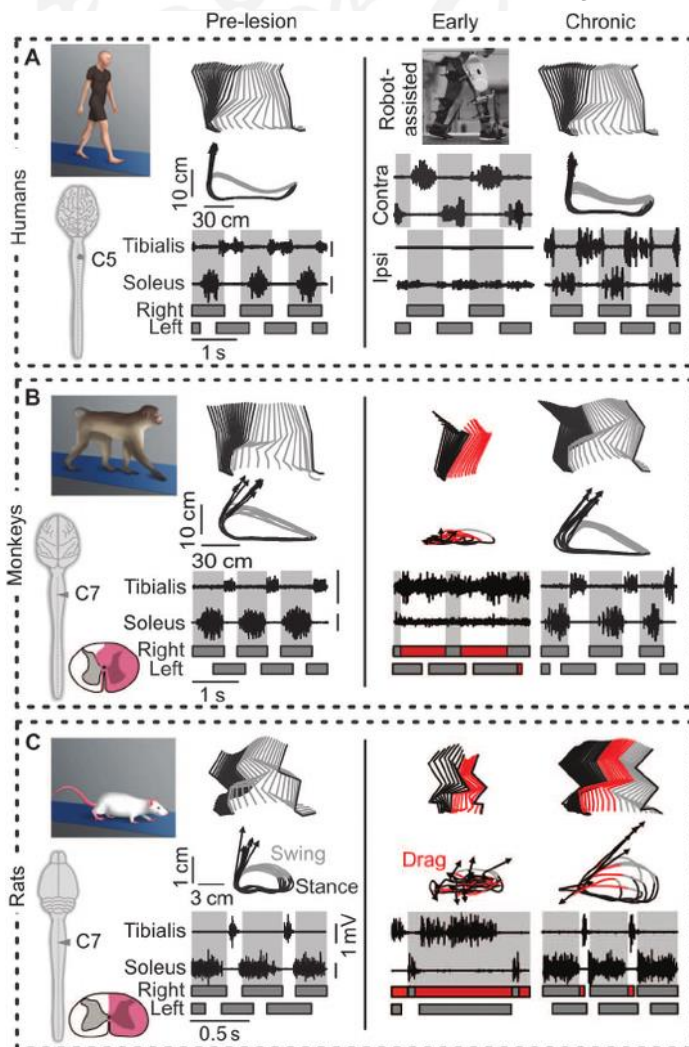 Pre-lesion Early Chronic
A
Humans
C5
10 cm
30 cm
Tibialis
Soleus
Right
Left
1 s
Robot-
assisted
Contra
Ipsi
B
Monkeys
C7
10 cm
30 cm
Tibialis
Soleus
Right
Left
1 s
C
Rats
C7
1 cm
3 cm
Swing
Stance
Drag
Tibialis
Soleus
1 mV
Right
Left
0.5 s